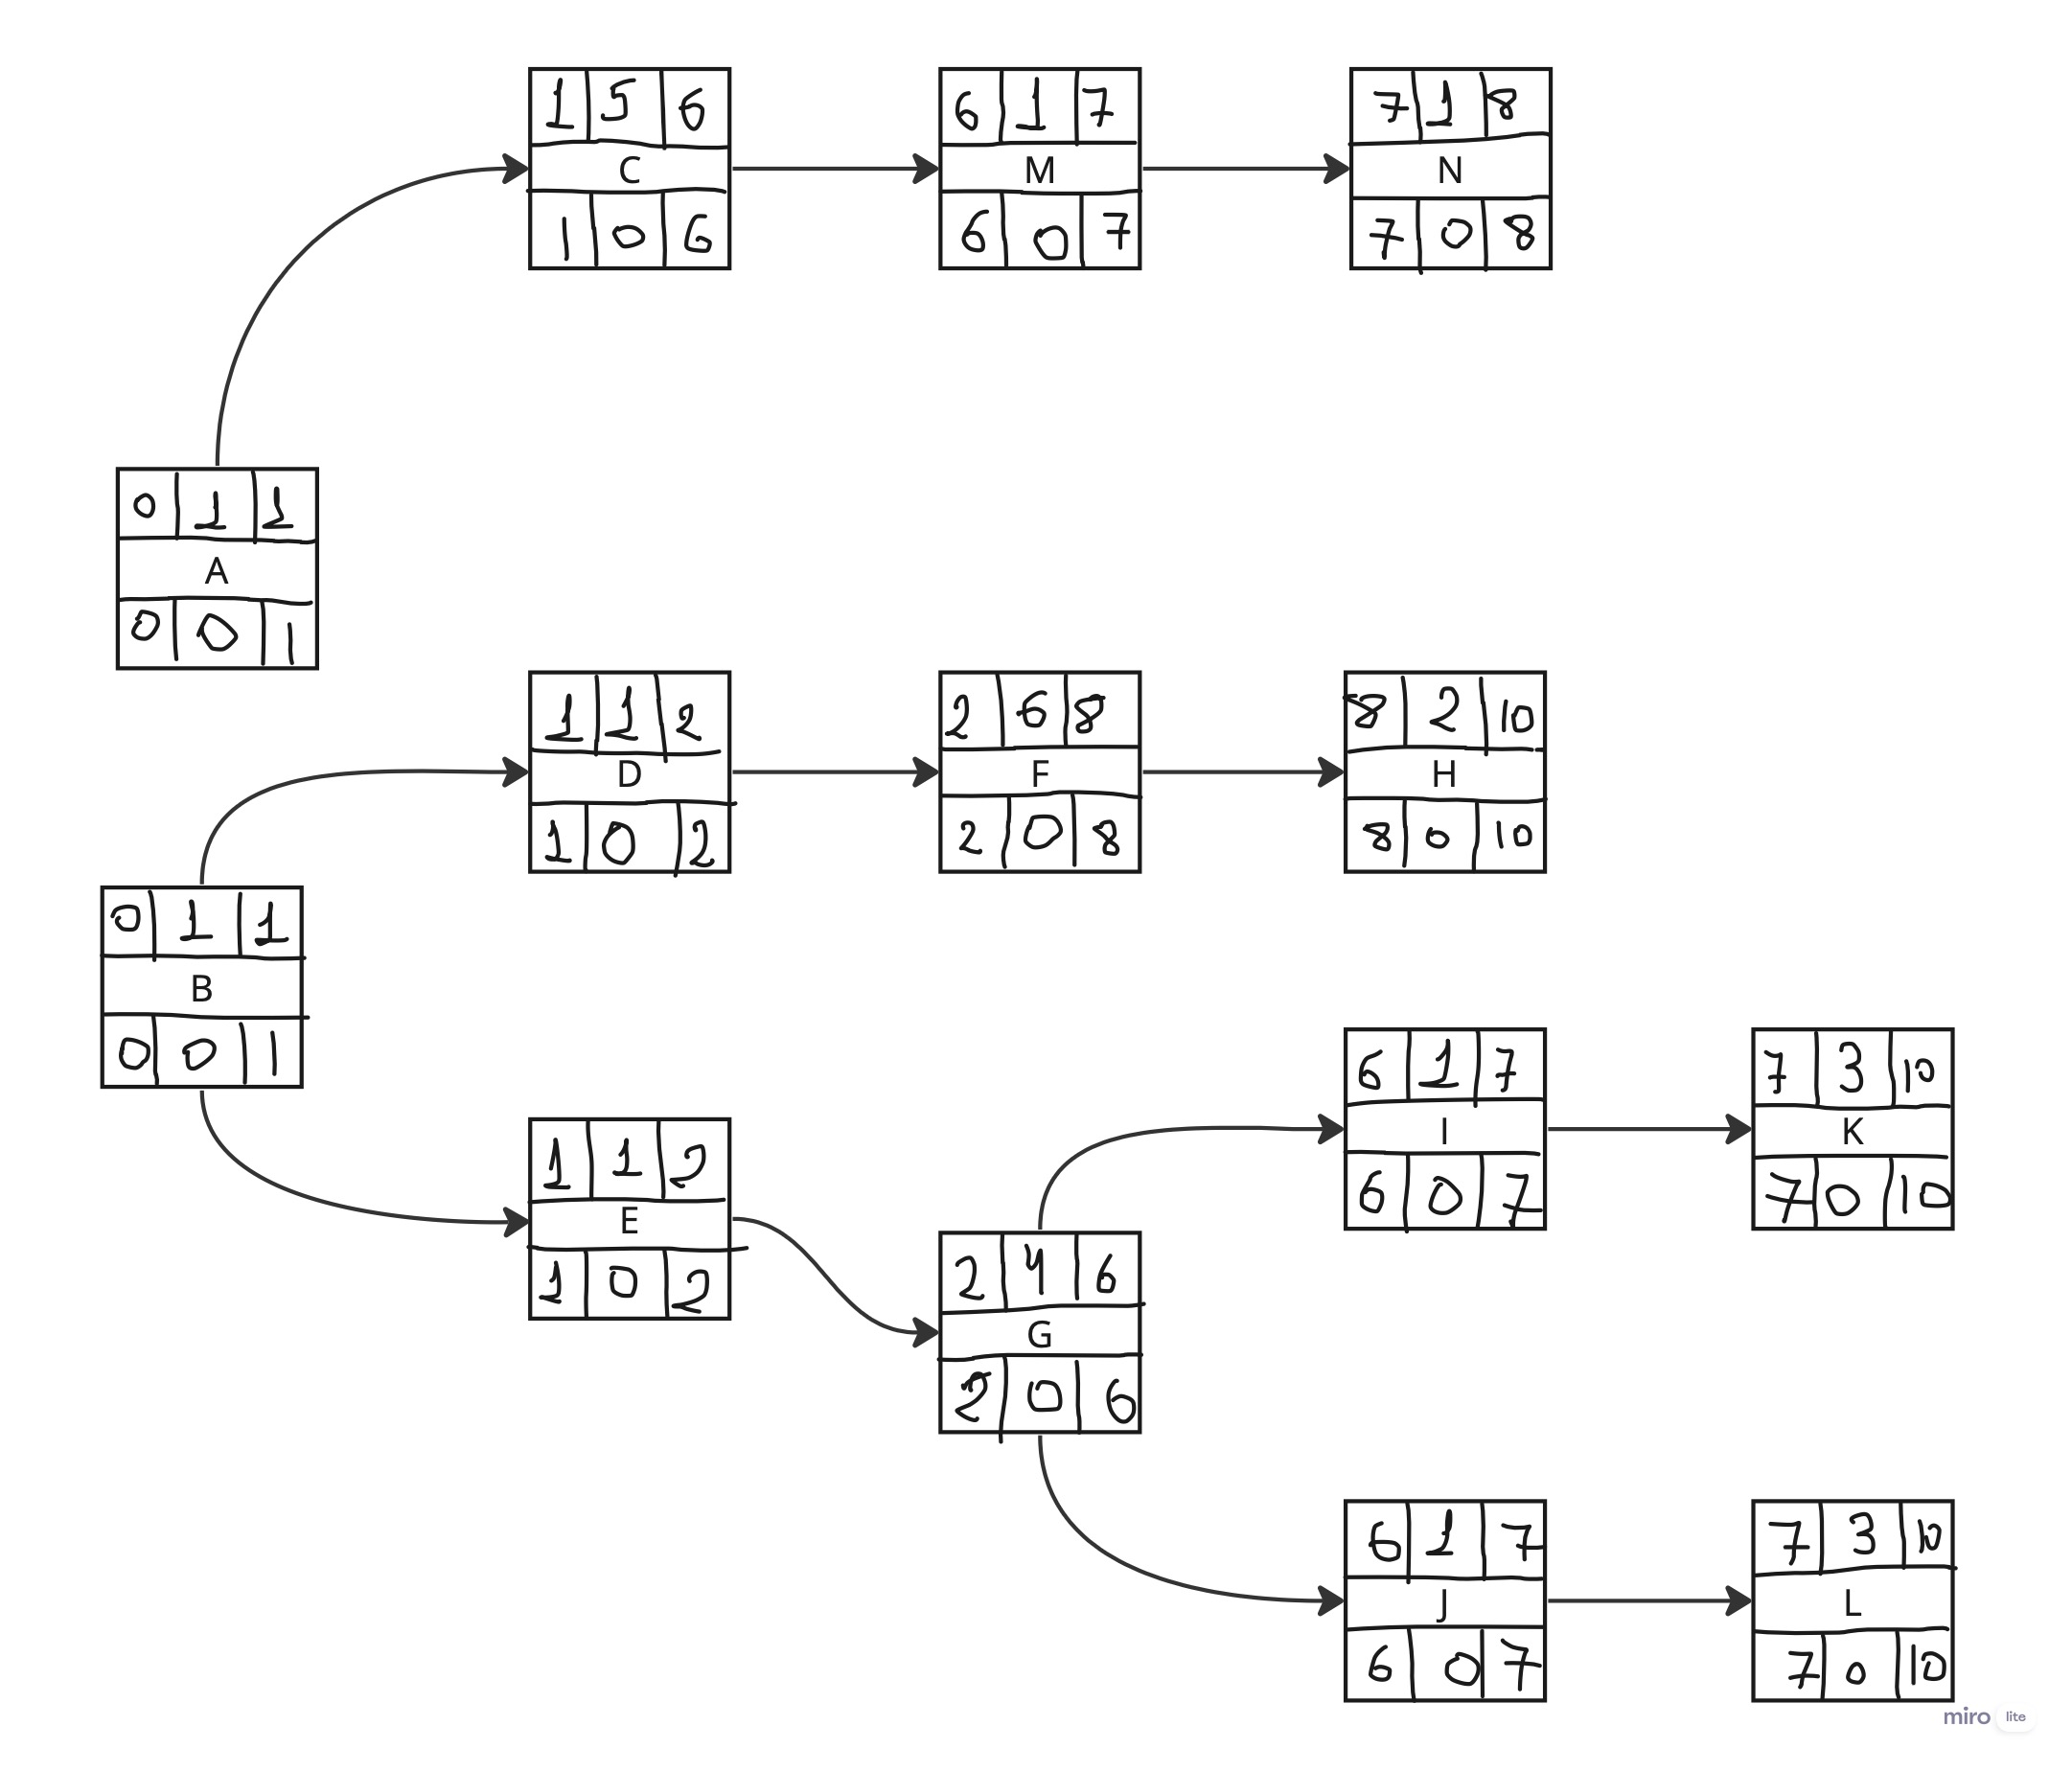 1 5 6
C
1 0 6
6 1 7
M
6 0 7
7 1 8
N
7 0 8
0 1 1
A
0 0 1
1 1 2
D
1 0 2
2 6 8
F
2 0 8
8 2 10
H
8 0 10
0 1 1
B
0 0 1
1 1 2
E
1 0 2
2 4 6
G
2 0 6
6 1 7
I
6 0 7
7 3 10
K
7 0 10
6 1 7
J
6 0 7
7 3 10
L
7 0 10
miro lite